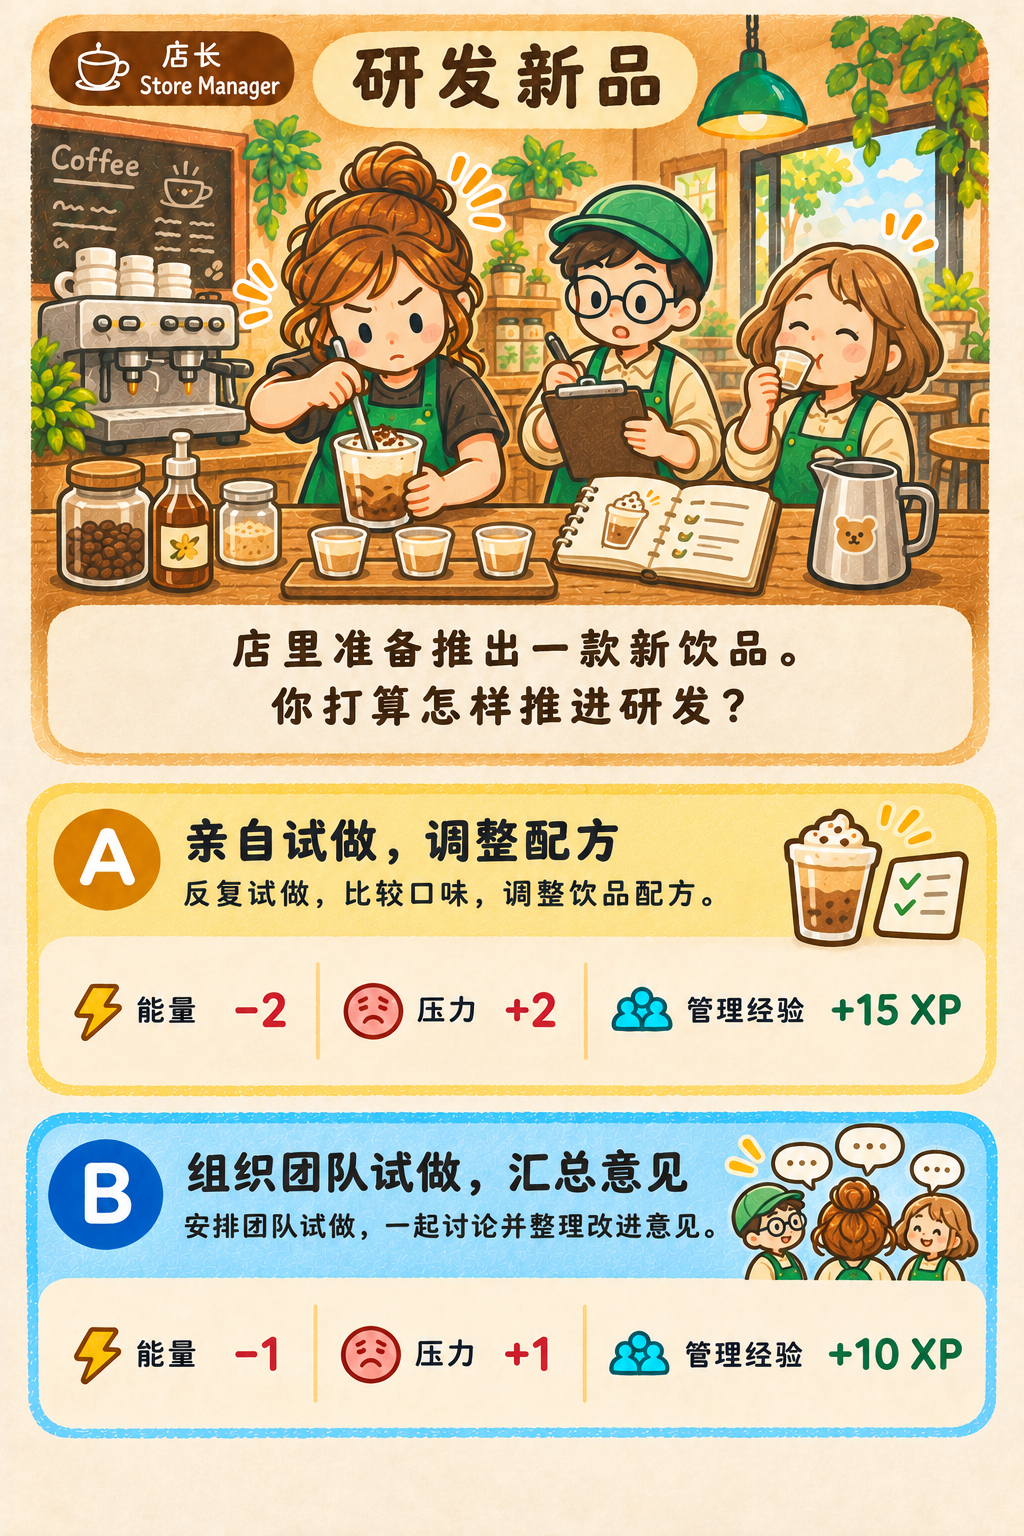 店长
Store Manager
研发新品
Coffee
店里准备推出一款新饮品。
你打算怎样推进研发？
A
亲自试做，调整配方
反复试做，比较口味，调整饮品配方。
能量 -2
压力 +2
管理经验 +15 XP
B
组织团队试做，汇总意见
安排团队试做，一起讨论并整理改进意见。
能量 -1
压力 +1
管理经验 +10 XP